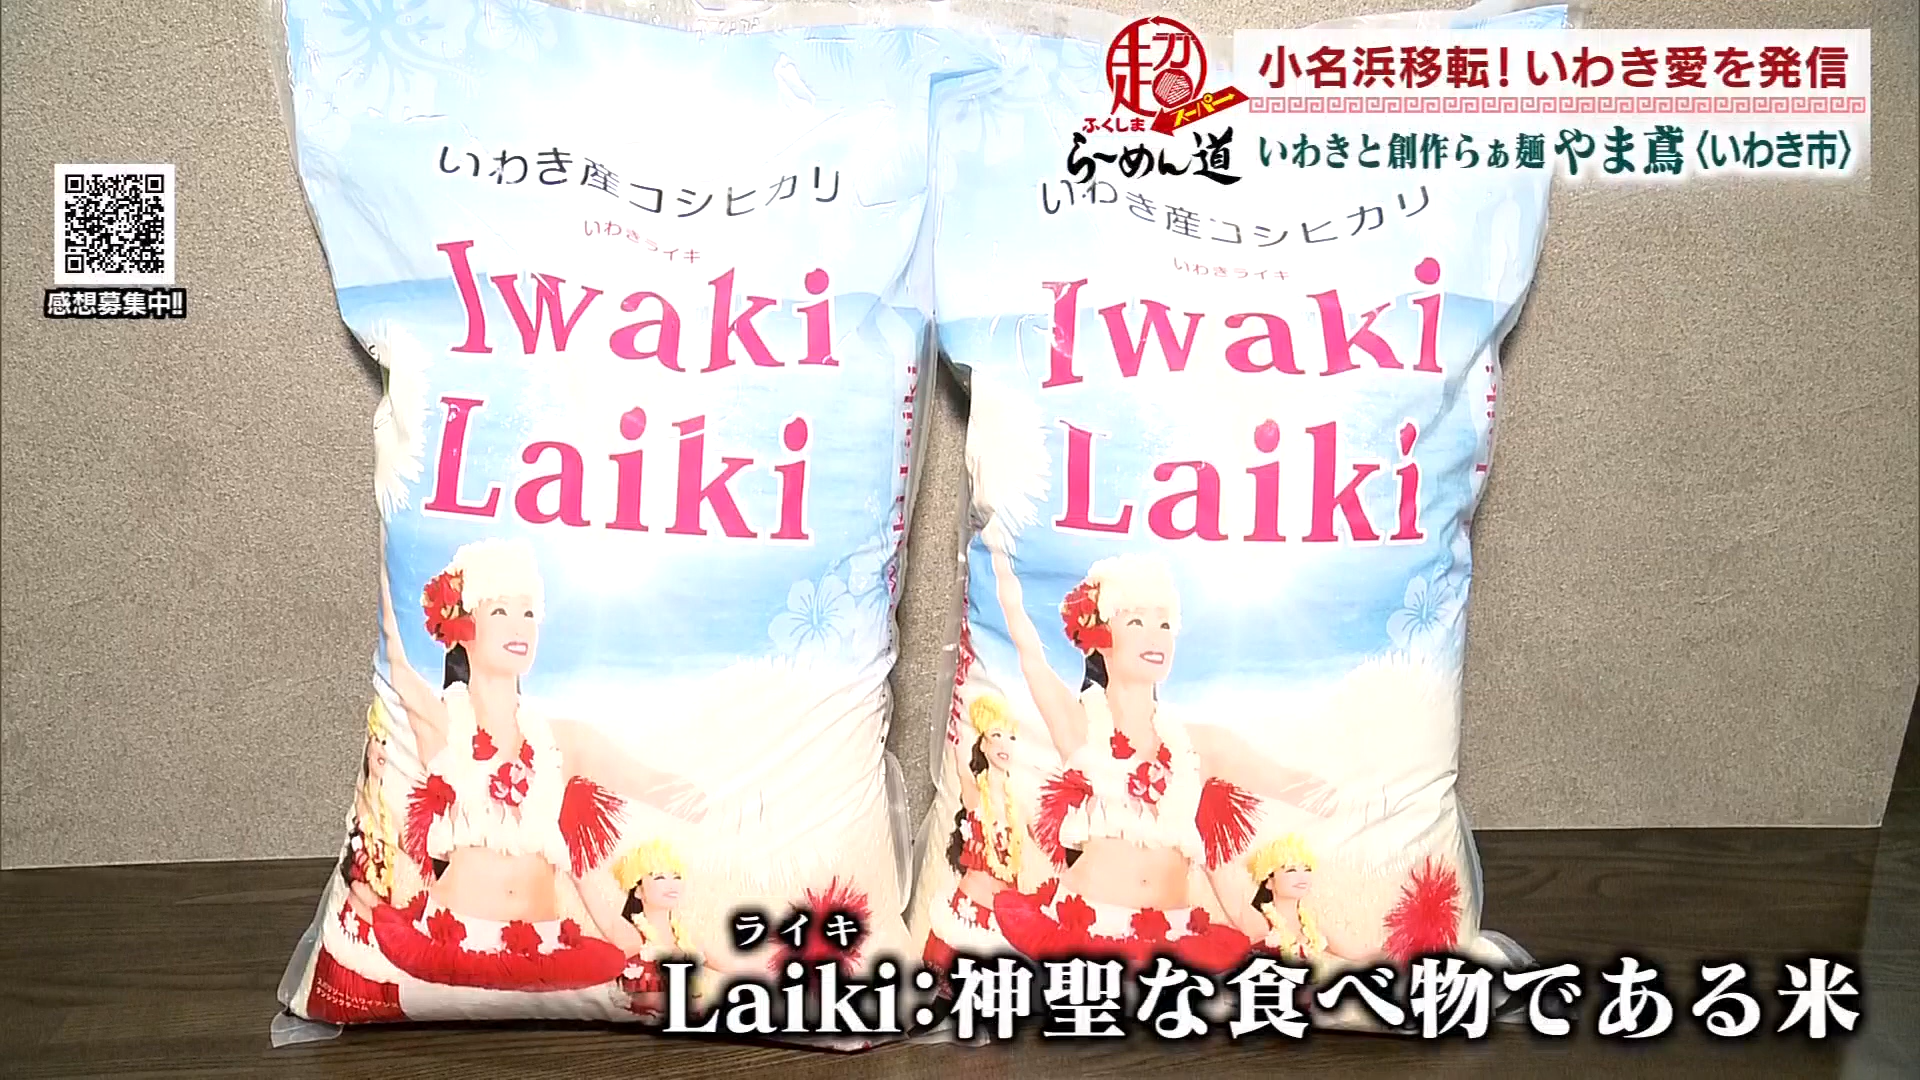 超
スーパー
ふくしま
らーめん道
小名浜移転!いわき愛を発信
いわきと創作らぁ麺 やま鳶〈いわき市〉
感想募集中!!
いわき産コシヒカリ
いわきライキ
Iwaki
Laiki
いわき産コシヒカリ
いわきライキ
Iwaki
Laiki
ライキ
Laiki:神聖な食べ物である米